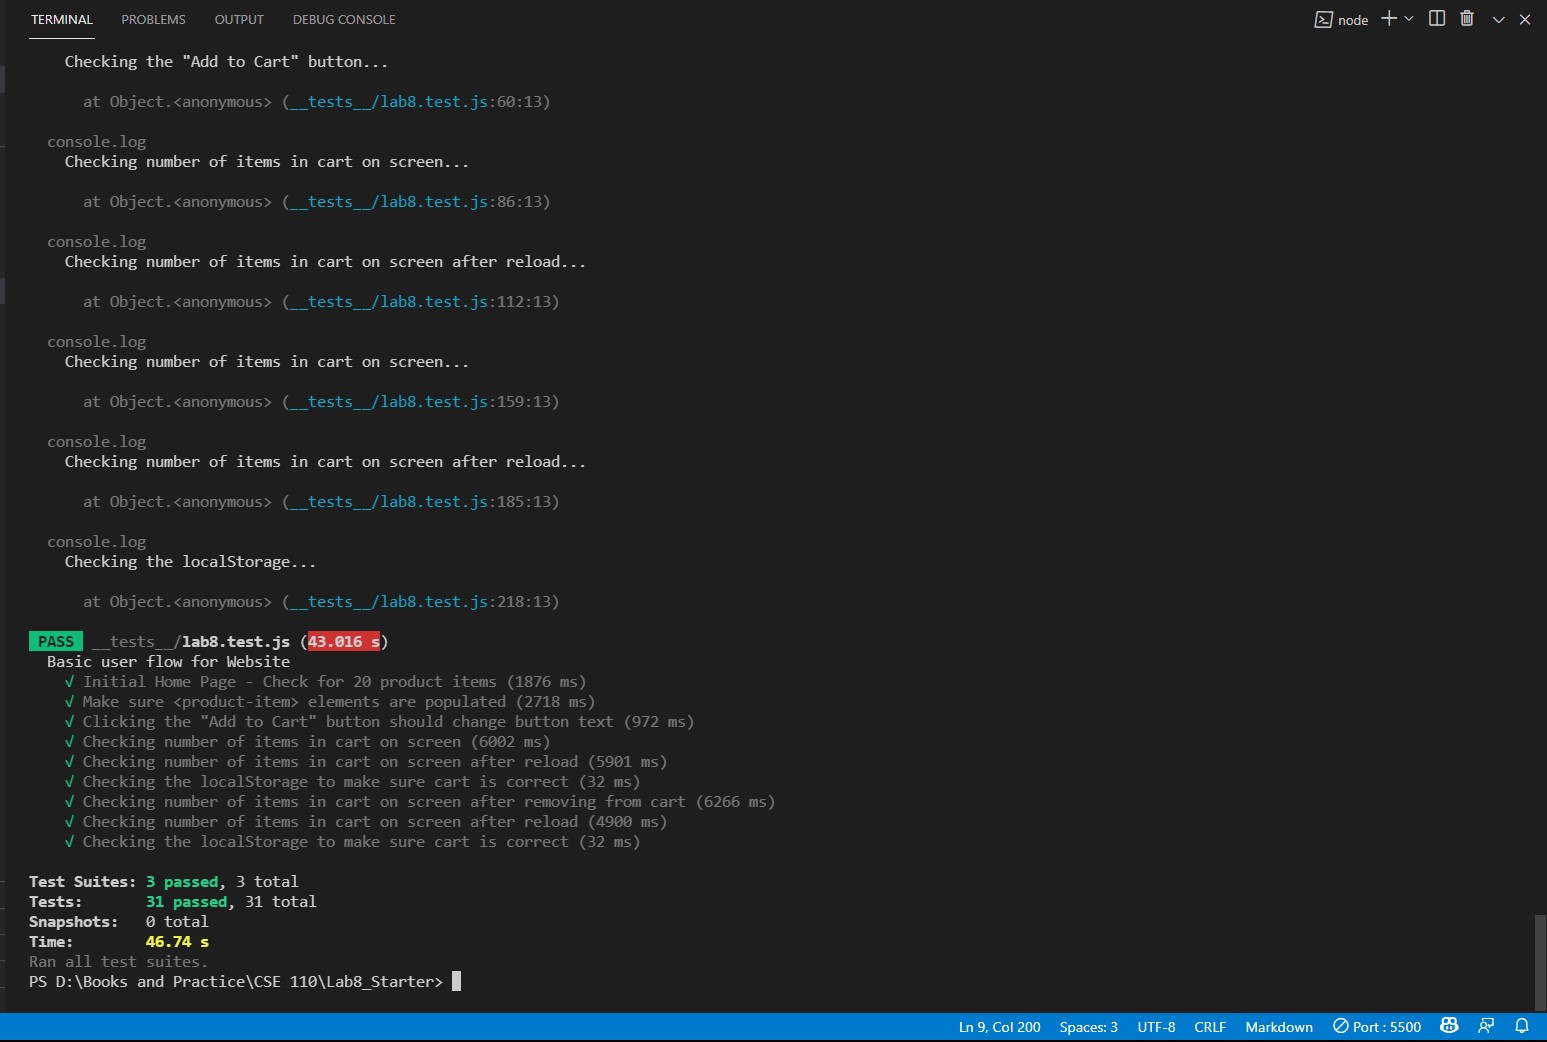 TERMINAL PROBLEMS OUTPUT DEBUG CONSOLE node
Checking the "Add to Cart" button...
at Object.<anonymous> (__tests__/lab8.test.js:60:13)
console.log
Checking number of items in cart on screen...
at Object.<anonymous> (__tests__/lab8.test.js:86:13)
console.log
Checking number of items in cart on screen after reload...
at Object.<anonymous> (__tests__/lab8.test.js:112:13)
console.log
Checking number of items in cart on screen...
at Object.<anonymous> (__tests__/lab8.test.js:159:13)
console.log
Checking number of items in cart on screen after reload...
at Object.<anonymous> (__tests__/lab8.test.js:185:13)
console.log
Checking the localStorage...
at Object.<anonymous> (__tests__/lab8.test.js:218:13)
PASS __tests__/lab8.test.js (43.016 s)
Basic user flow for Website
√ Initial Home Page - Check for 20 product items (1876 ms)
√ Make sure <product-item> elements are populated (2718 ms)
√ Clicking the "Add to Cart" button should change button text (972 ms)
√ Checking number of items in cart on screen (6002 ms)
√ Checking number of items in cart on screen after reload (5901 ms)
√ Checking the localStorage to make sure cart is correct (32 ms)
√ Checking number of items in cart on screen after removing from cart (6266 ms)
√ Checking number of items in cart on screen after reload (4900 ms)
√ Checking the localStorage to make sure cart is correct (32 ms)
Test Suites: 3 passed, 3 total
Tests: 31 passed, 31 total
Snapshots: 0 total
Time: 46.74 s
Ran all test suites.
PS D:\Books and Practice\CSE 110\Lab8_Starter>
Ln 9, Col 200 Spaces: 3 UTF-8 CRLF Markdown Port : 5500